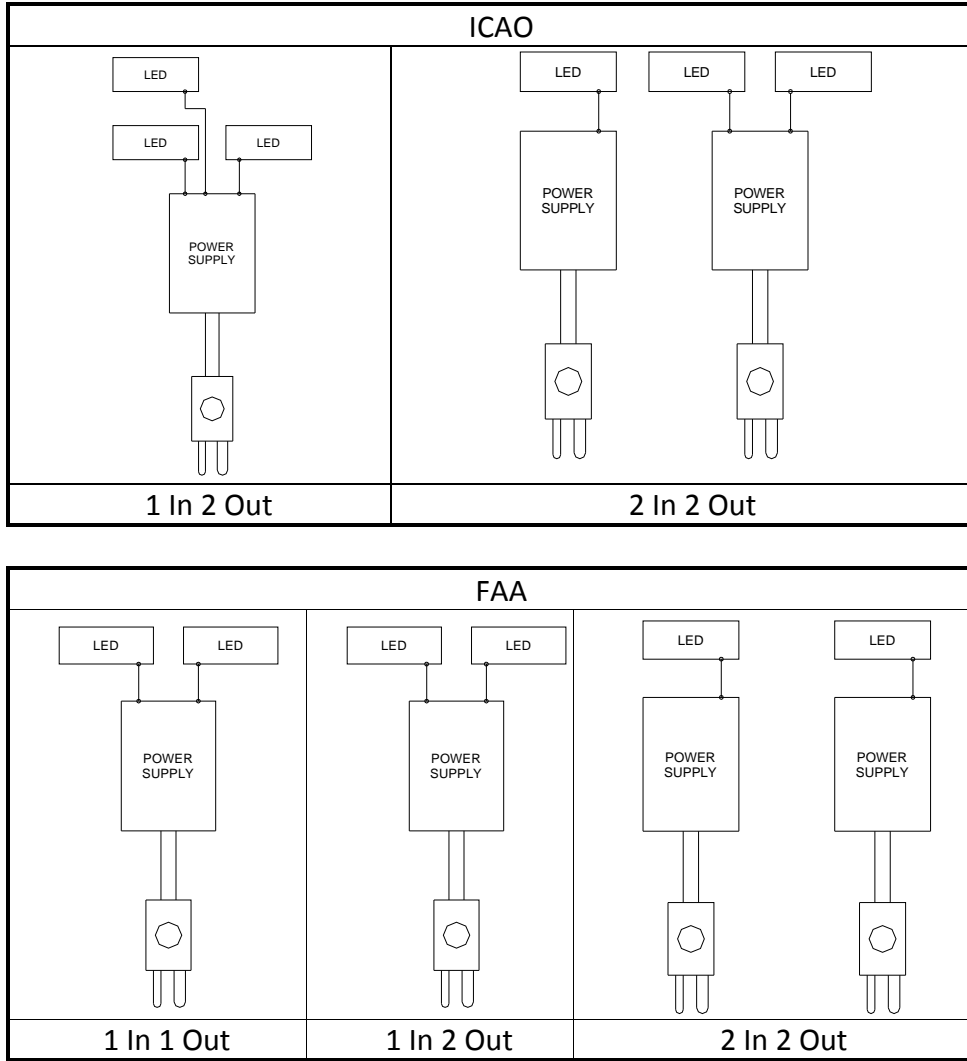 ICAO
LED
LED
LED
POWER
SUPPLY
1 In 2 Out
LED
LED
LED
POWER
SUPPLY
POWER
SUPPLY
2 In 2 Out
FAA
LED
LED
POWER
SUPPLY
1 In 1 Out
LED
LED
POWER
SUPPLY
1 In 2 Out
LED
LED
POWER
SUPPLY
POWER
SUPPLY
2 In 2 Out